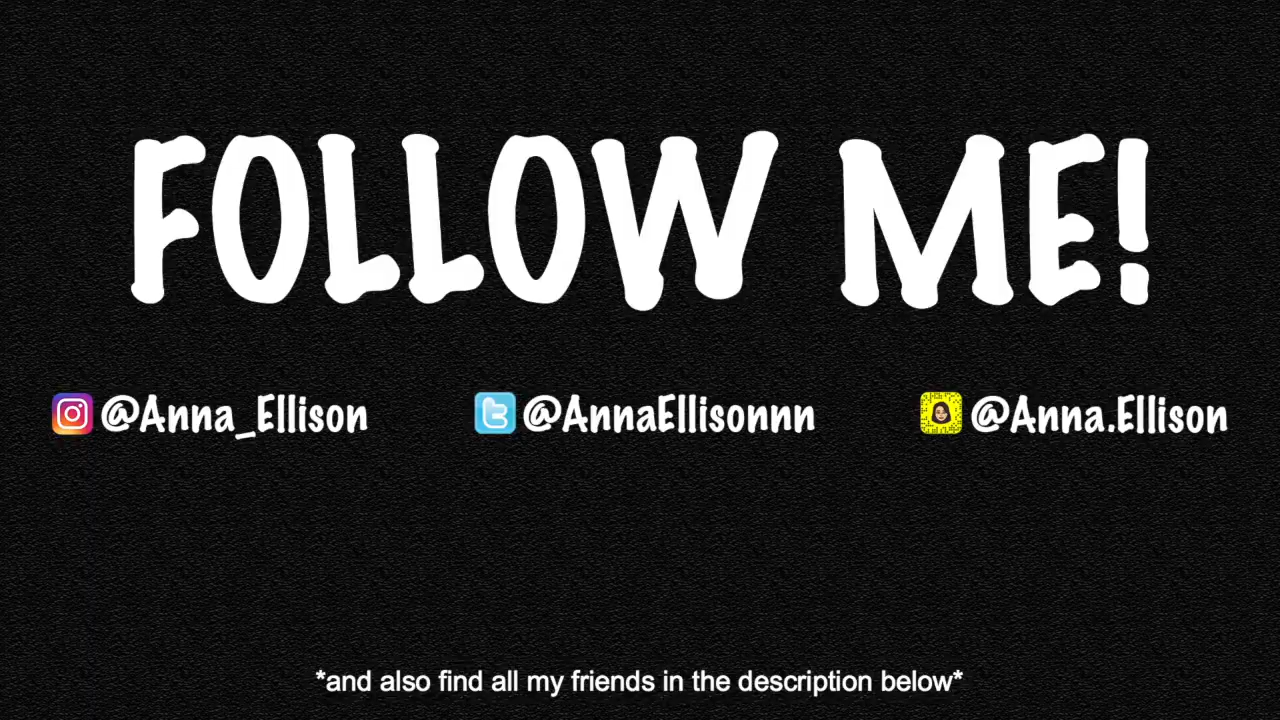 FOLLOW ME!
@Anna_Ellison @AnnaEllisonnn @Anna.Ellison
*and also find all my friends in the description below*